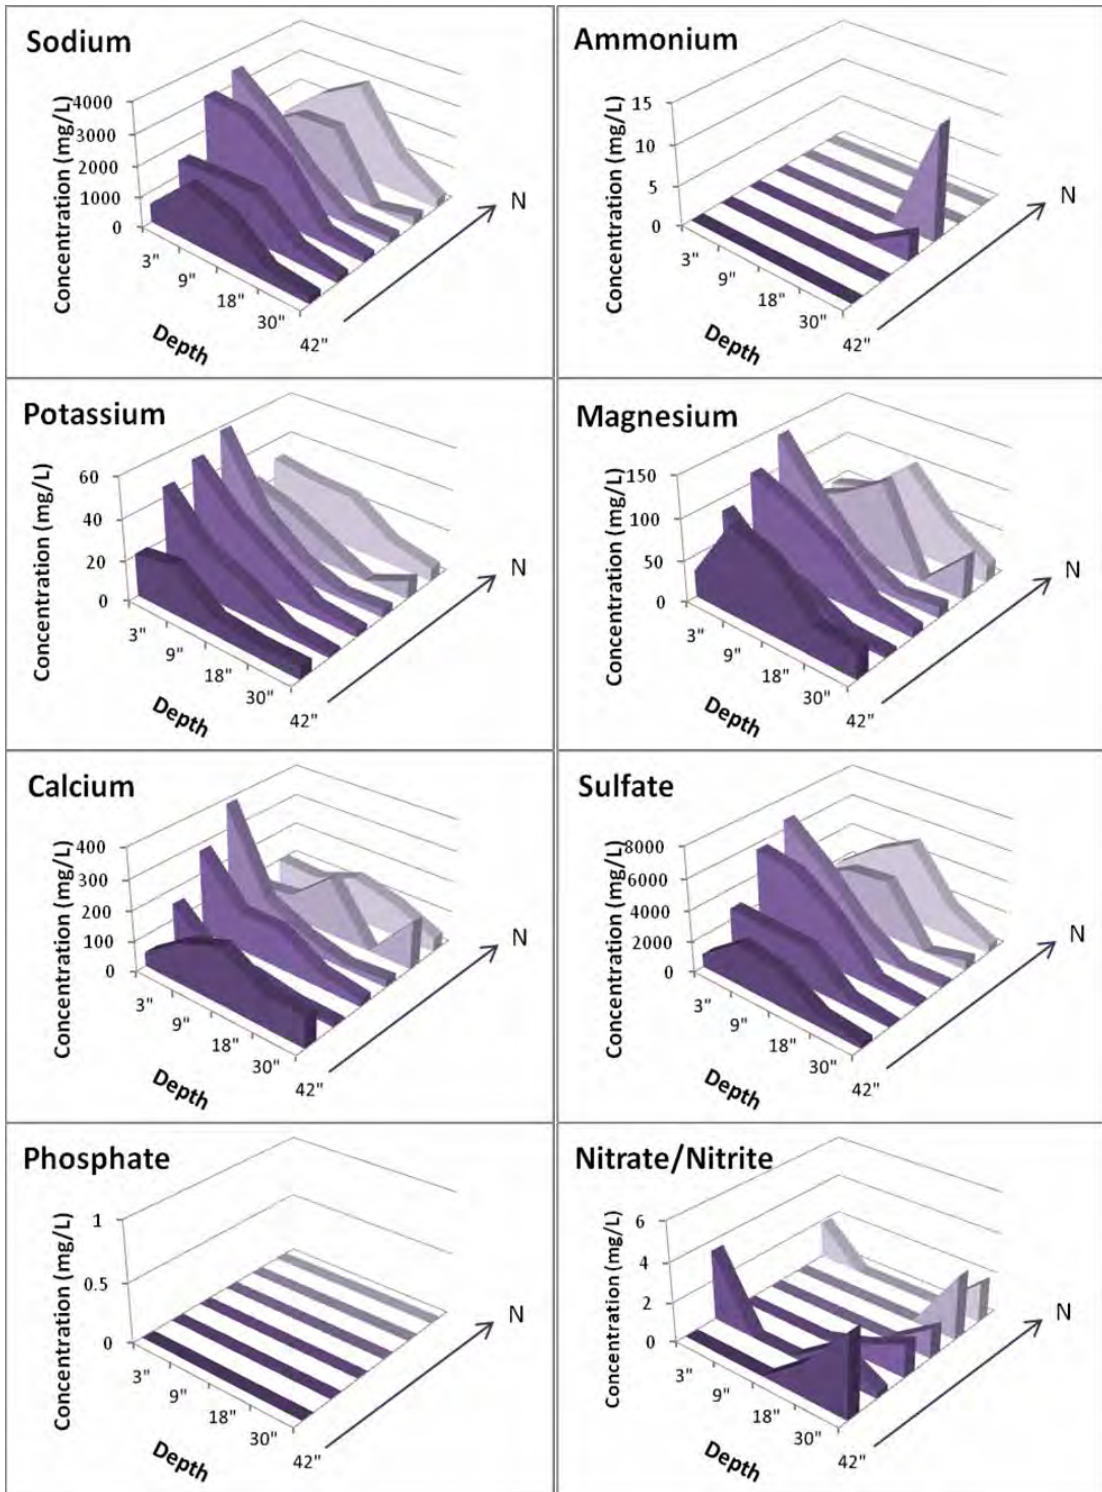 Sodium
Concentration (mg/L)
4000
3000
2000
1000
0
3"
9"
18"
30"
42"
Depth
N
Ammonium
Concentration (mg/L)
15
10
5
0
3"
9"
18"
30"
42"
Depth
N
Potassium
Concentration (mg/L)
60
40
20
0
3"
9"
18"
30"
42"
Depth
N
Magnesium
Concentration (mg/L)
150
100
50
0
3"
9"
18"
30"
42"
Depth
N
Calcium
Concentration (mg/L)
400
300
200
100
0
3"
9"
18"
30"
42"
Depth
N
Sulfate
Concentration (mg/L)
8000
6000
4000
2000
0
3"
9"
18"
30"
42"
Depth
N
Phosphate
Concentration (mg/L)
1
0.5
0
3"
9"
18"
30"
42"
Depth
N
Nitrate/Nitrite
Concentration (mg/L)
6
4
2
0
3"
9"
18"
30"
42"
Depth
N